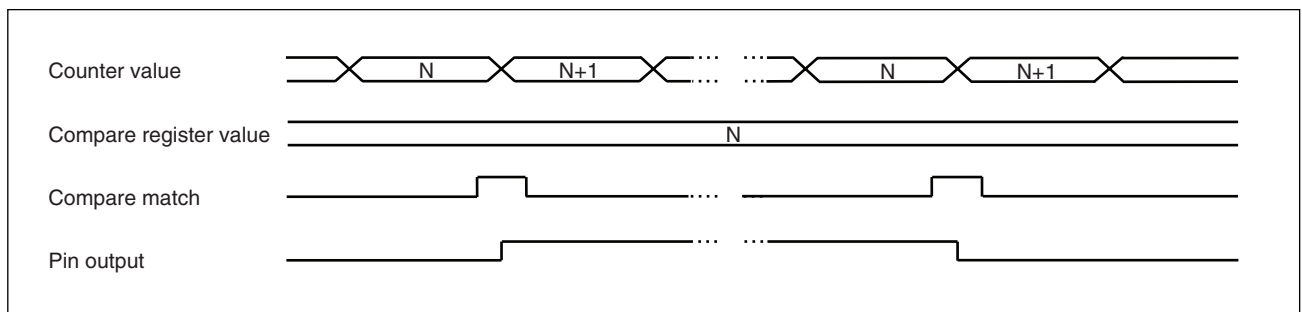 Counter value N N+1 N N+1
Compare register value N
Compare match
Pin output